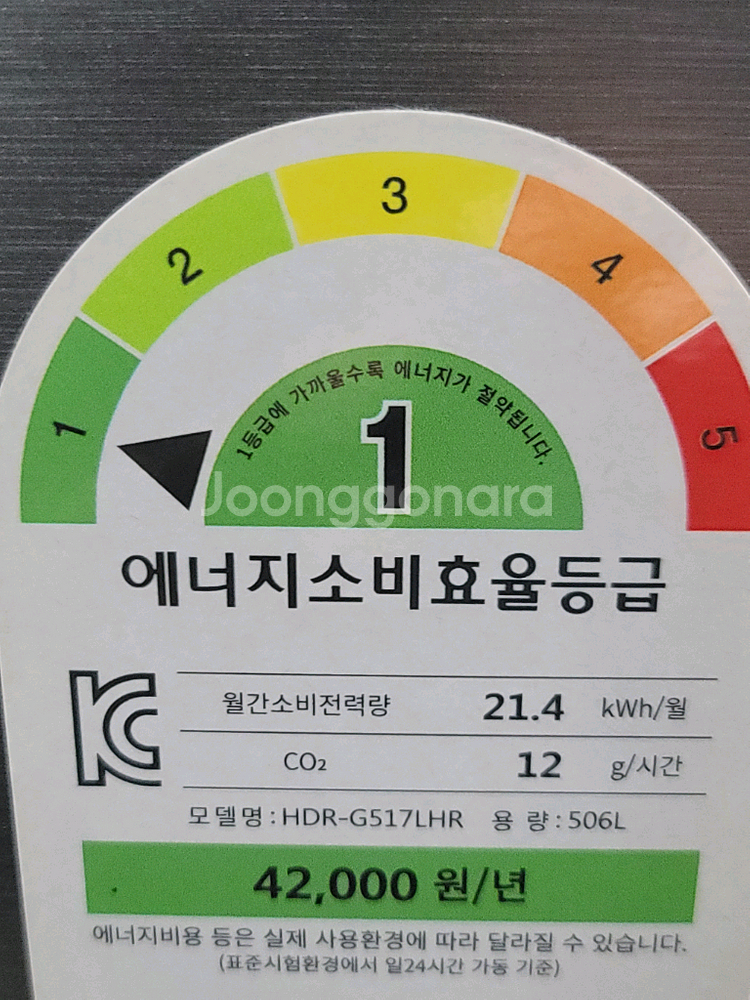 1
2
3
4
5
1등급에 가까울수록 에너지가 절약됩니다.
1
Joonggonara
에너지소비효율등급
KC
월간소비전력량 21.4 kWh/월
CO₂ 12 g/시간
모델명 : HDR-G517LHR 용 량 : 506L
42,000 원/년
에너지비용 등은 실제 사용환경에 따라 달라질 수 있습니다.
(표준시험환경에서 일24시간 가동 기준)